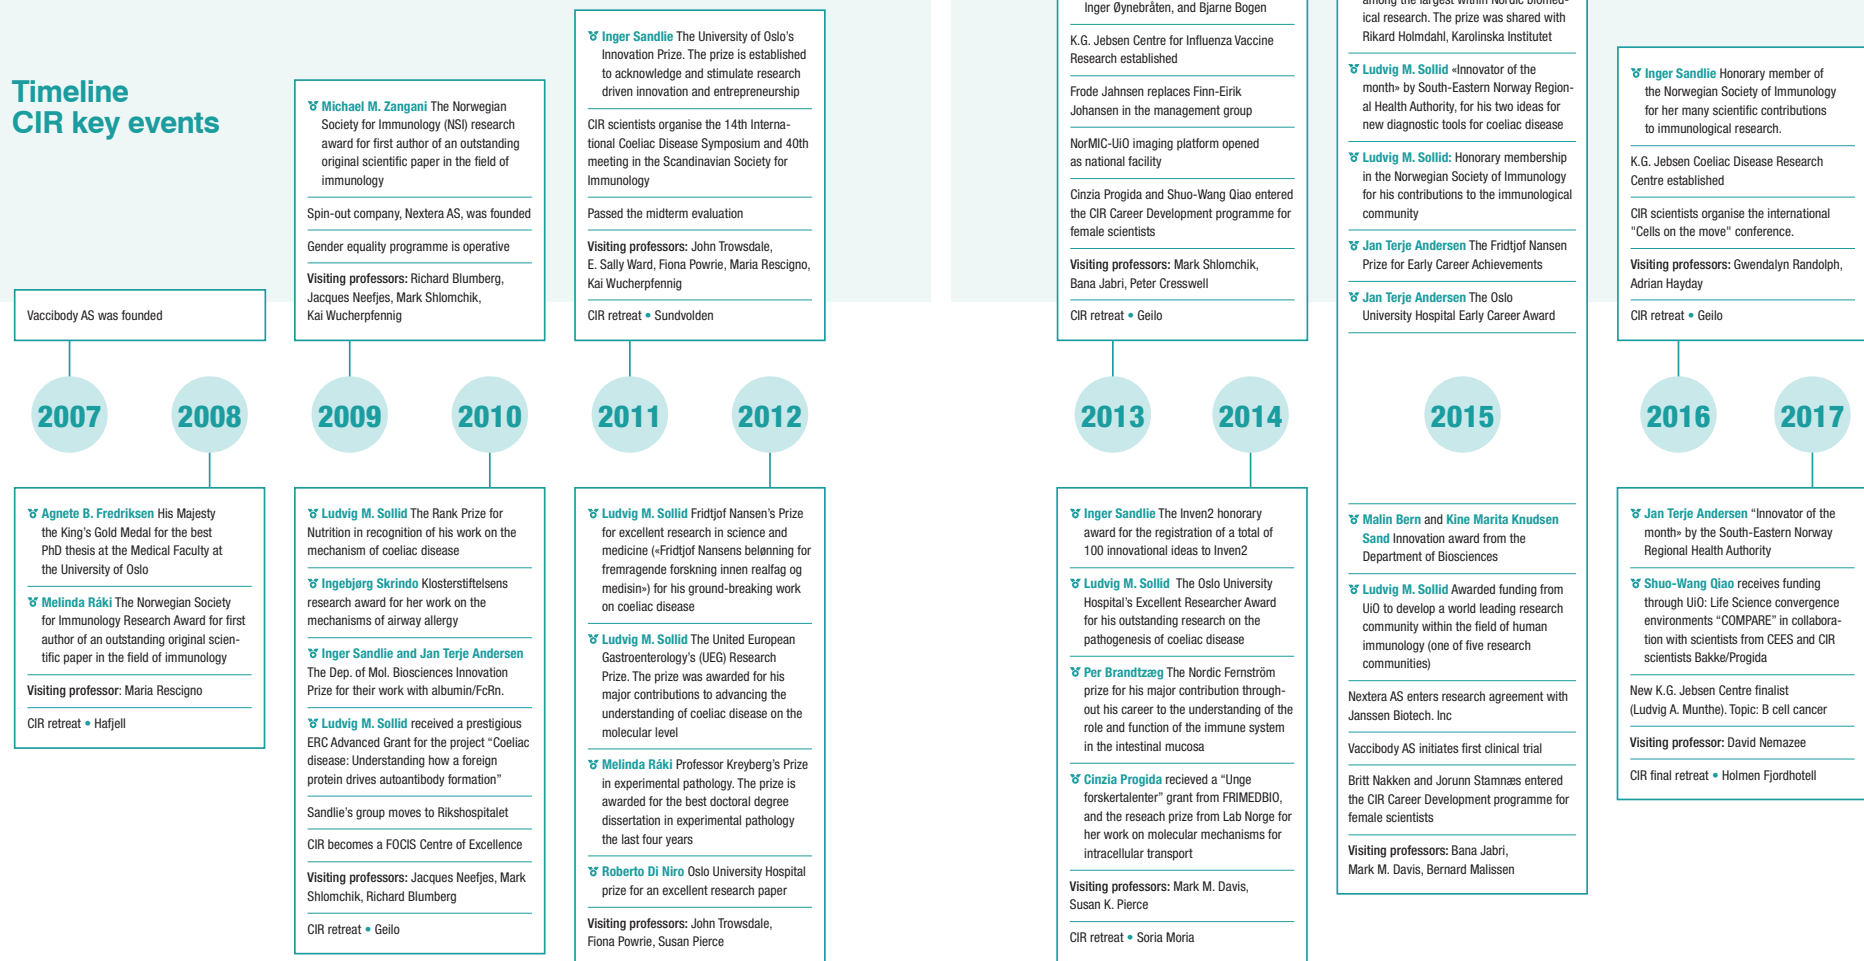 Timeline
CIR key events
Vaccibody AS was founded
2007
2008
Agnete B. Fredriksen His Majesty
the King's Gold Medal for the best
PhD thesis at the Medical Faculty at
the University of Oslo
Melinda Ráki The Norwegian Society
for Immunology Research Award for first
author of an outstanding original scien-
tific paper in the field of immunology
Visiting professor: Maria Rescigno
CIR retreat • Hafjell
Michael M. Zangani The Norwegian
Society for Immunology (NSI) research
award for first author of an outstanding
original scientific paper in the field of
immunology
Spin-out company, Nextera AS, was founded
Gender equality programme is operative
Visiting professors: Richard Blumberg,
Jacques Neefjes, Mark Shlomchik,
Kai Wucherpfennig
2009
2010
Ludvig M. Sollid The Rank Prize for
Nutrition in recognition of his work on the
mechanism of coeliac disease
Ingebjørg Skrindo Klosterstiftelsens
research award for her work on the
mechanisms of airway allergy
Inger Sandlie and Jan Terje Andersen
The Dep. of Mol. Biosciences Innovation
Prize for their work with albumin/FcRn.
Ludvig M. Sollid received a prestigious
ERC Advanced Grant for the project “Coeliac
disease: Understanding how a foreign
protein drives autoantibody formation”
Sandlie's group moves to Rikshospitalet
CIR becomes a FOCIS Centre of Excellence
Visiting professors: Jacques Neefjes, Mark
Shlomchik, Richard Blumberg
CIR retreat • Geilo
Inger Sandlie The University of Oslo's
Innovation Prize. The prize is established
to acknowledge and stimulate research
driven innovation and entrepreneurship
CIR scientists organise the 14th Interna-
tional Coeliac Disease Symposium and 40th
meeting in the Scandinavian Society for
Immunology
Passed the midterm evaluation
Visiting professors: John Trowsdale,
E. Sally Ward, Fiona Powrie, Maria Rescigno,
Kai Wucherpfennig
CIR retreat • Sundvolden
2011
2012
Ludvig M. Sollid Fridtjof Nansen's Prize
for excellent research in science and
medicine («Fridtjof Nansens belønning for
fremragende forskning innen realfag og
medisin») for his ground-breaking work
on coeliac disease
Ludvig M. Sollid The United European
Gastroenterology's (UEG) Research
Prize. The prize was awarded for his
major contributions to advancing the
understanding of coeliac disease on the
molecular level
Melinda Ráki Professor Kreyberg's Prize
in experimental pathology. The prize is
awarded for the best doctoral degree
dissertation in experimental pathology
the last four years
Roberto Di Niro Oslo University Hospital
prize for an excellent research paper
Visiting professors: John Trowsdale,
Fiona Powrie, Susan Pierce
Inger Øynebråten, and Bjarne Bogen
K.G. Jebsen Centre for Influenza Vaccine
Research established
Frode Jahnsen replaces Finn-Eirik
Johansen in the management group
NorMIC-UiO imaging platform opened
as national facility
Cinzia Progida and Shuo-Wang Qiao entered
the CIR Career Development programme for
female scientists
Visiting professors: Mark Shlomchik,
Bana Jabri, Peter Cresswell
CIR retreat • Geilo
2013
2014
Inger Sandlie The Inven2 honorary
award for the registration of a total of
100 innovational ideas to Inven2
Ludvig M. Sollid The Oslo University
Hospital's Excellent Researcher Award
for his outstanding research on the
pathogenesis of coeliac disease
Per Brandtzæg The Nordic Fernström
prize for his major contribution through-
out his career to the understanding of the
role and function of the immune system
in the intestinal mucosa
Cinzia Progida recieved a “Unge
forskertalenter” grant from FRIMEDBIO,
and the reseach prize from Lab Norge for
her work on molecular mechanisms for
intracellular transport
Visiting professors: Mark M. Davis,
Susan K. Pierce
CIR retreat • Soria Moria
among the largest within Nordic biomed-
ical research. The prize was shared with
Rikard Holmdahl, Karolinska Institutet
Ludvig M. Sollid «Innovator of the
month» by South-Eastern Norway Region-
al Health Authority, for his two ideas for
new diagnostic tools for coeliac disease
Ludvig M. Sollid: Honorary membership
in the Norwegian Society of Immunology
for his contributions to the immunological
community
Jan Terje Andersen The Fridtjof Nansen
Prize for Early Career Achievements
Jan Terje Andersen The Oslo
University Hospital Early Career Award
2015
Malin Bern and Kine Marita Knudsen
Sand Innovation award from the
Department of Biosciences
Ludvig M. Sollid Awarded funding from
UiO to develop a world leading research
community within the field of human
immunology (one of five research
communities)
Nextera AS enters research agreement with
Janssen Biotech. Inc
Vaccibody AS initiates first clinical trial
Britt Nakken and Jorunn Stamnæs entered
the CIR Career Development programme for
female scientists
Visiting professors: Bana Jabri,
Mark M. Davis, Bernard Malissen
Inger Sandlie Honorary member of
the Norwegian Society of Immunology
for her many scientific contributions
to immunological research.
K.G. Jebsen Coeliac Disease Research
Centre established
CIR scientists organise the international
"Cells on the move" conference.
Visiting professors: Gwendalyn Randolph,
Adrian Hayday
CIR retreat • Geilo
2016
2017
Jan Terje Andersen “Innovator of the
month» by the South-Eastern Norway
Regional Health Authority
Shuo-Wang Qiao receives funding
through UiO: Life Science convergence
environments “COMPARE” in collabora-
tion with scientists from CEES and CIR
scientists Bakke/Progida
New K.G. Jebsen Centre finalist
(Ludvig A. Munthe). Topic: B cell cancer
Visiting professor: David Nemazee
CIR final retreat • Holmen Fjordhotell